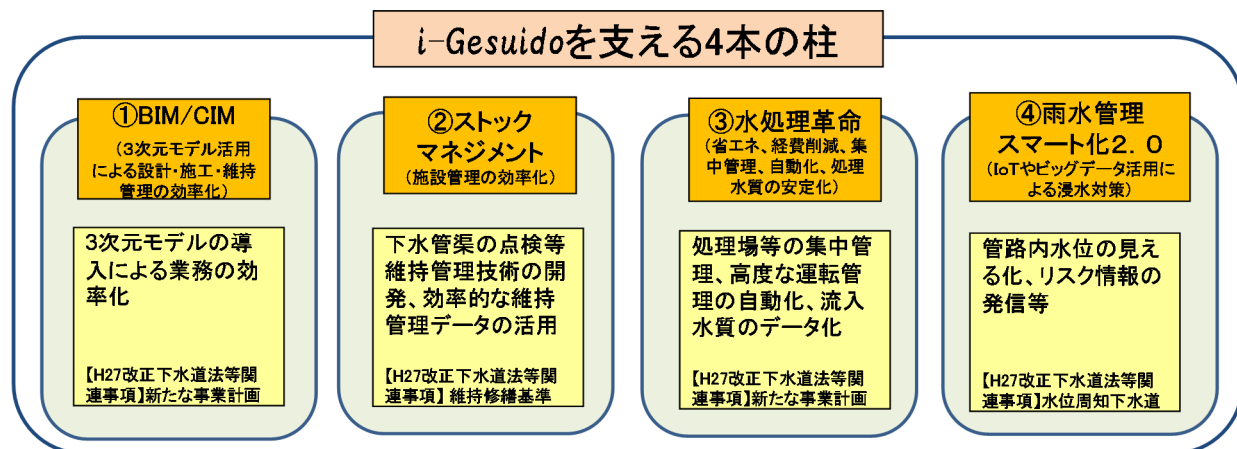 i-Gesuidoを支える4本の柱
①BIM/CIM
(3次元モデル活用
による設計・施工・維持
管理の効率化)
3次元モデルの導
入による業務の効
率化
【H27改正下水道法等関
連事項】新たな事業計画
②ストック
マネジメント
(施設管理の効率化)
下水管渠の点検等
維持管理技術の開
発、効率的な維持
管理データの活用
【H27改正下水道法等関
連事項】 維持修繕基準
③水処理革命
(省エネ、経費削減、集
中管理、自動化、処理
水質の安定化)
処理場等の集中管
理、高度な運転管
理の自動化、流入
水質のデータ化
【H27改正下水道法等関
連事項】新たな事業計画
④雨水管理
スマート化2.0
(IoTやビッグデータ活用に
よる浸水対策)
管路内水位の見え
る化、リスク情報の
発信等
【H27改正下水道法等関
連事項】水位周知下水道